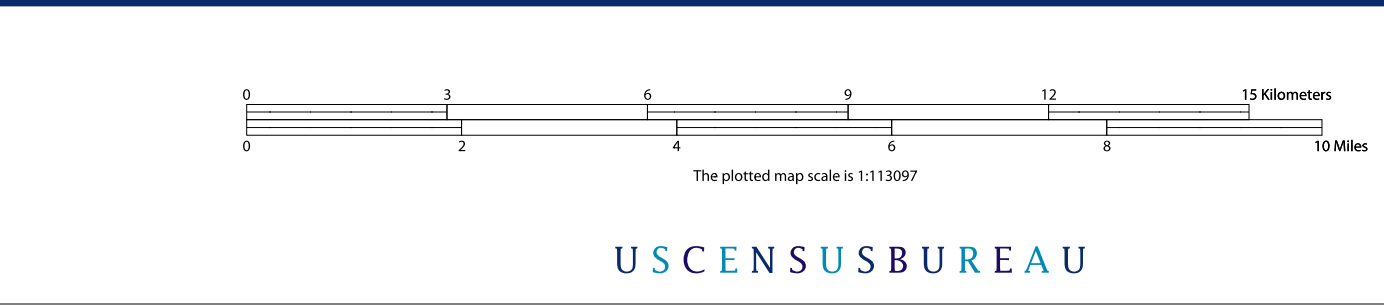 0 3 6 9 12 15 Kilometers
0 2 4 6 8 10 Miles
The plotted map scale is 1:113097
USCENSUSBUREAU